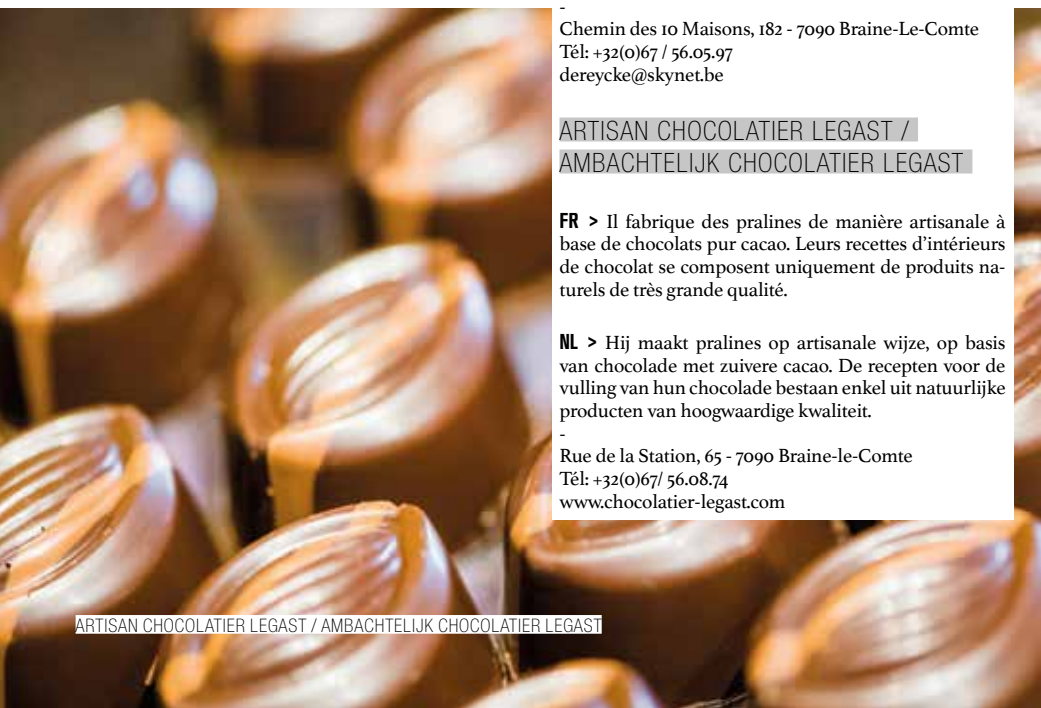 -
Chemin des 10 Maisons, 182 - 7090 Braine-Le-Comte
Tél: +32(0)67 / 56.05.97
dereycke@skynet.be
ARTISAN CHOCOLATIER LEGAST /
AMBACHTELIJK CHOCOLATIER LEGAST
FR > Il fabrique des pralines de manière artisanale à
base de chocolats pur cacao. Leurs recettes d’intérieurs
de chocolat se composent uniquement de produits na-
turels de très grande qualité.
NL > Hij maakt pralines op artisanale wijze, op basis
van chocolade met zuivere cacao. De recepten voor de
vulling van hun chocolade bestaan enkel uit natuurlijke
producten van hoogwaardige kwaliteit.
-
Rue de la Station, 65 - 7090 Braine-le-Comte
Tél: +32(0)67/ 56.08.74
www.chocolatier-legast.com
ARTISAN CHOCOLATIER LEGAST / AMBACHTELIJK CHOCOLATIER LEGAST